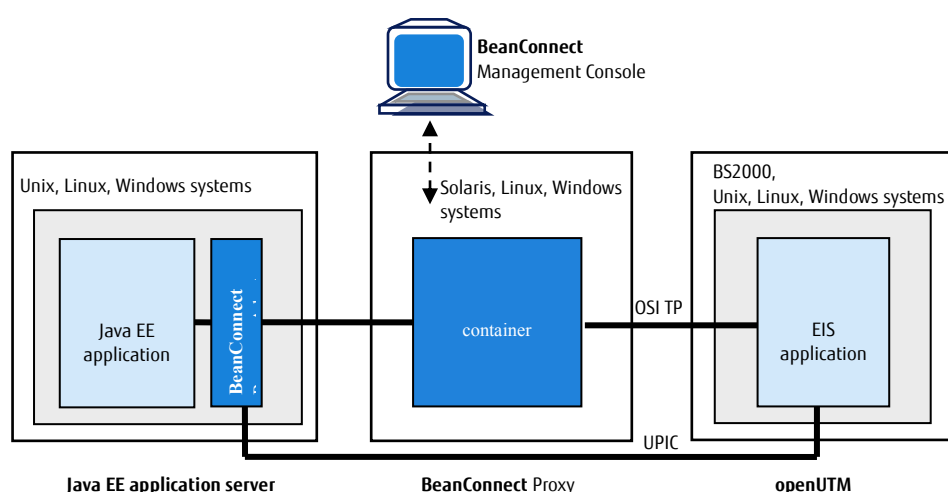 BeanConnect
Management Console
Unix, Linux, Windows systems
Solaris, Linux, Windows
systems
BS2000,
Unix, Linux, Windows systems
Java EE
application
BeanConnect
container
OSI TP
EIS
application
UPIC
Java EE application server
BeanConnect Proxy
openUTM